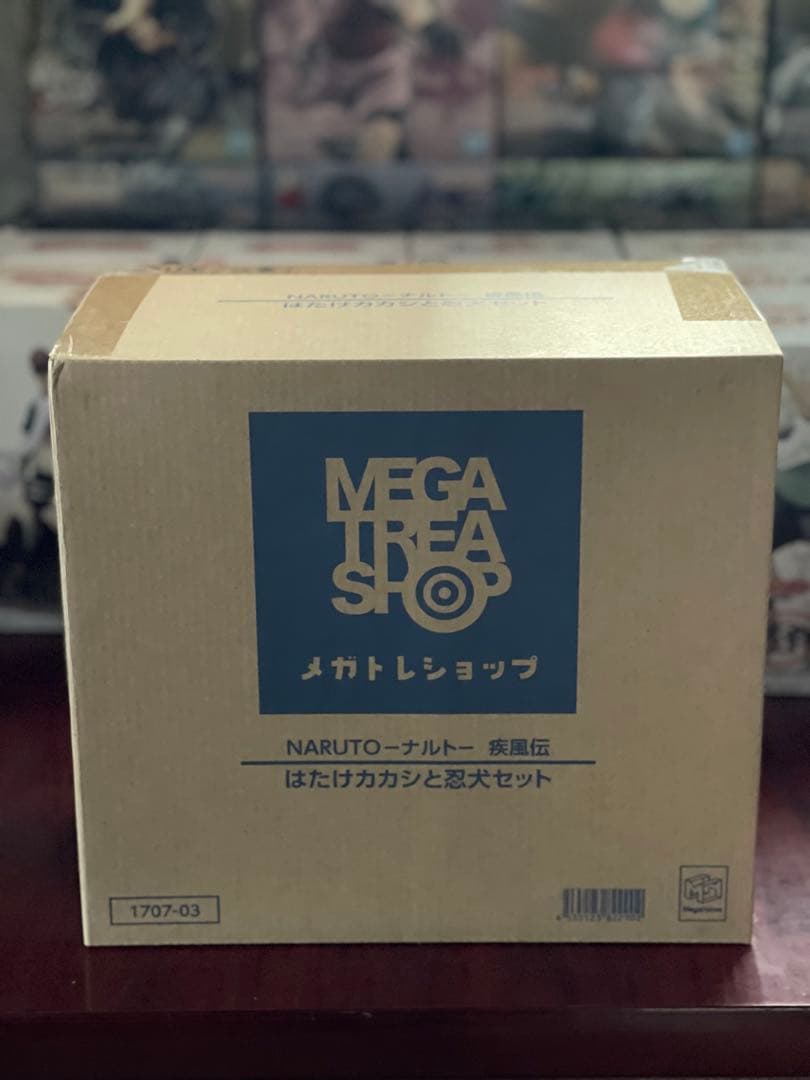 NARUTO－ナルト－ 疾風伝
はたけカカシと忍犬セット
MEGA
TREA
SHOP
メガトレショップ
NARUTO－ナルト－ 疾風伝
はたけカカシと忍犬セット
1707-03
MegaHouse